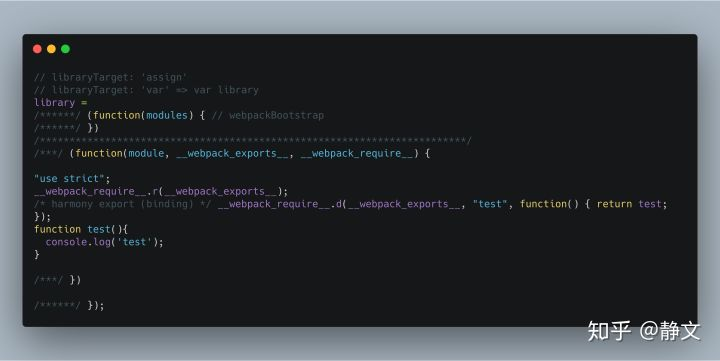 // libraryTarget: 'assign'
// libraryTarget: 'var' => var library
library =
/******/ (function(modules) { // webpackBootstrap
/******/ })
/************************************************************************/
/***/ (function(module, __webpack_exports__, __webpack_require__) {
"use strict";
__webpack_require__.r(__webpack_exports__);
/* harmony export (binding) */ __webpack_require__.d(__webpack_exports__, "test", function() { return test;
});
function test(){
  console.log('test');
}
/***/ })
/******/ });
知乎 @静文